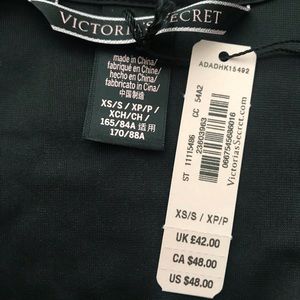 VICTORIA'S SECRET
made in China/
fabriqué en Chine/
hecho en China/
fabbricato in Cina/
中国制造
XS/S / XP/P /
XCH/CH /
165/84A 适用
170/88A
ADADHK15492
ST 11115486 CC 54A2
23603963
0667545688016
VictoriasSecret.com
XS/S / XP/P
UK £42.00
CA $48.00
US $48.00